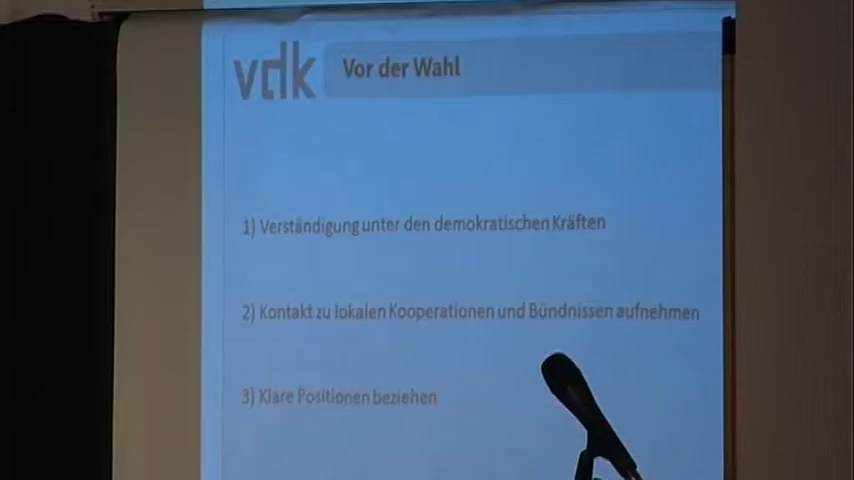 vdk
Vor der Wahl
1) Verständigung unter den demokratischen Kräften
2) Kontakt zu lokalen Kooperationen und Bündnissen aufnehmen
3) Klare Positionen beziehen